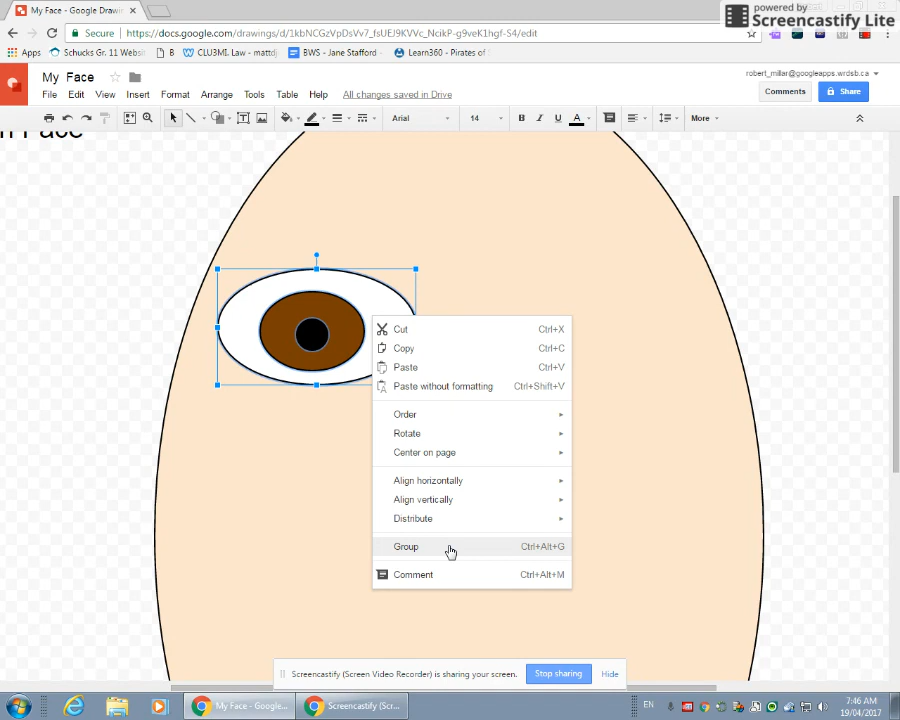 My Face - Google Drawi
powered by
Screencastify Lite
Secure
https://docs.google.com/drawings/d/1kbNCGzVpDsVv7_fsUEJ9KVVc_NcikP-g9veK1hgf-S4/edit
Apps
Schucks Gr. 11 Websit
B
CLU3ML Law - mattdj
BWS - Jane Stafford
Learn360 - Pirates of
My Face
robert_millar@googleapps.wrdsb.ca
File Edit View Insert Format Arrange Tools Table Help All changes saved in Drive
Comments
Share
Arial 14 B I U A More
n Face
Cut Ctrl+X
Copy Ctrl+C
Paste Ctrl+V
Paste without formatting Ctrl+Shift+V
Order
Rotate
Center on page
Align horizontally
Align vertically
Distribute
Group Ctrl+Alt+G
Comment Ctrl+Alt+M
Screencastify (Screen Video Recorder) is sharing your screen. Stop sharing Hide
My Face - Google...
Screencastify (Scr...
EN
7:46 AM
19/04/2017